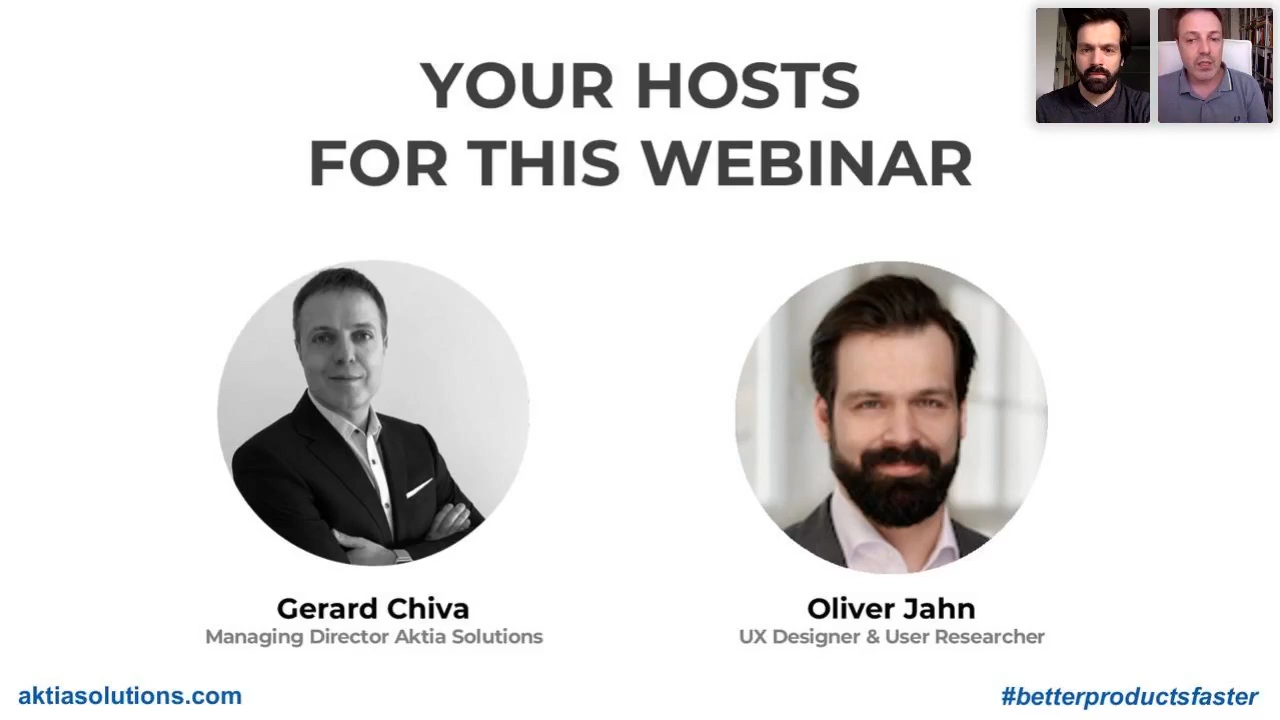 YOUR HOSTS
FOR THIS WEBINAR
Gerard Chiva
Managing Director Aktia Solutions
Oliver Jahn
UX Designer & User Researcher
aktiasolutions.com
#betterproductsfaster